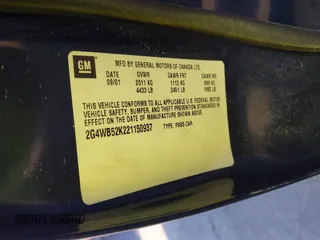 GM
MFD BY GENERAL MOTORS OF CANADA LTD.
DATE GVWR GAWR FRT GAWR RR
09/01 2011 KG 1112 KG 899 KG
4433 LB 2451 LB 1982 LB
THIS VEHICLE CONFORMS TO ALL APPLICABLE U.S. FEDERAL
MOTOR VEHICLE SAFETY, BUMPER, AND THEFT PREVENTION
STANDARDS IN EFFECT ON THE DATE OF MANUFACTURE
SHOWN ABOVE.
2G4WB52K221150937 TYPE: PASS CAR